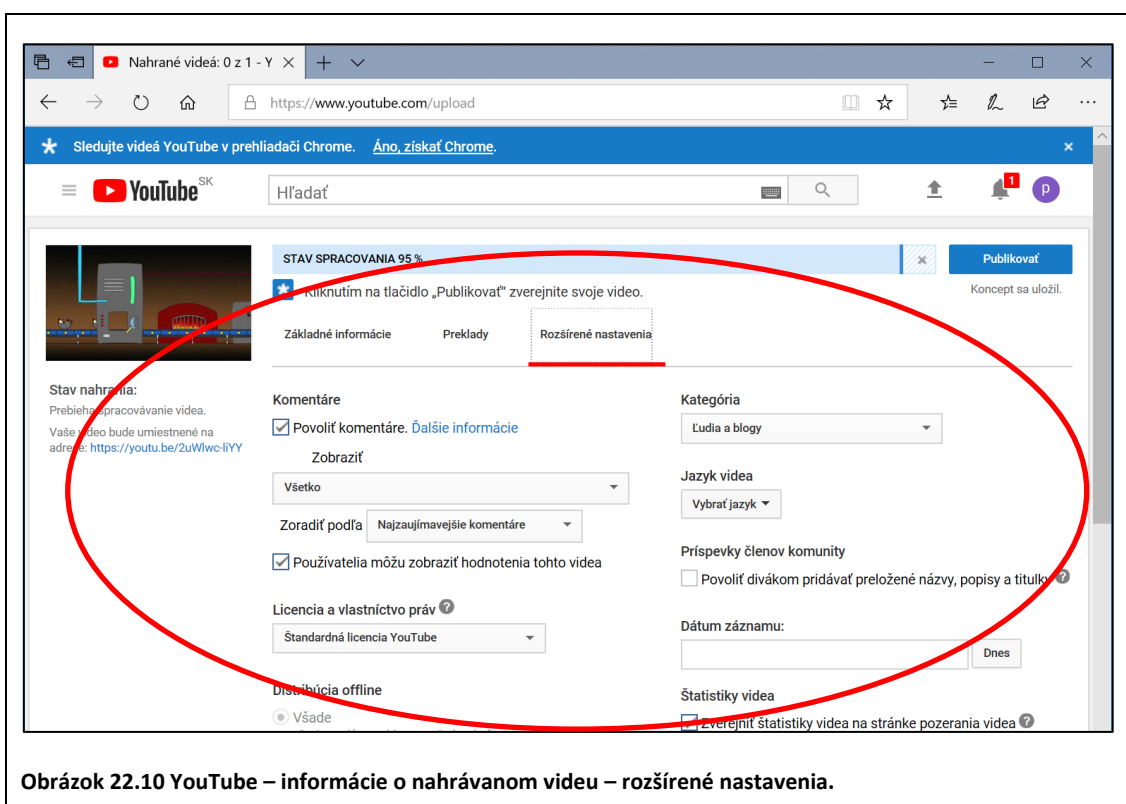 Nahrané videá: 0 z 1 - Y
https://www.youtube.com/upload
Sledujte videá YouTube v prehliadači Chrome. Áno, získať Chrome.
YouTube SK
Hľadať
1
p
STAV SPRACOVANIA 95 %
Publikovať
Kliknutím na tlačidlo „Publikovať" zverejnite svoje video.
Koncept sa uložil.
Základné informácie Preklady Rozšírené nastavenia
Stav nahrania:
Prebieha spracovávanie videa.
Vaše video bude umiestnené na
adrese: https://youtu.be/2uWlwc-liYY
Komentáre
Povoliť komentáre. Ďalšie informácie
Zobraziť
Všetko
Zoradiť podľa Najzaujímavejšie komentáre
Používatelia môžu zobraziť hodnotenia tohto videa
Licencia a vlastníctvo práv ?
Štandardná licencia YouTube
Distribúcia offline
Všade
Kategória
Ľudia a blogy
Jazyk videa
Vybrať jazyk
Príspevky členov komunity
Povoliť divákom pridávať preložené názvy, popisy a titulky ?
Dátum záznamu:
Dnes
Štatistiky videa
Zverejniť štatistiky videa na stránke pozerania videa ?
Obrázok 22.10 YouTube – informácie o nahrávanom videu – rozšírené nastavenia.